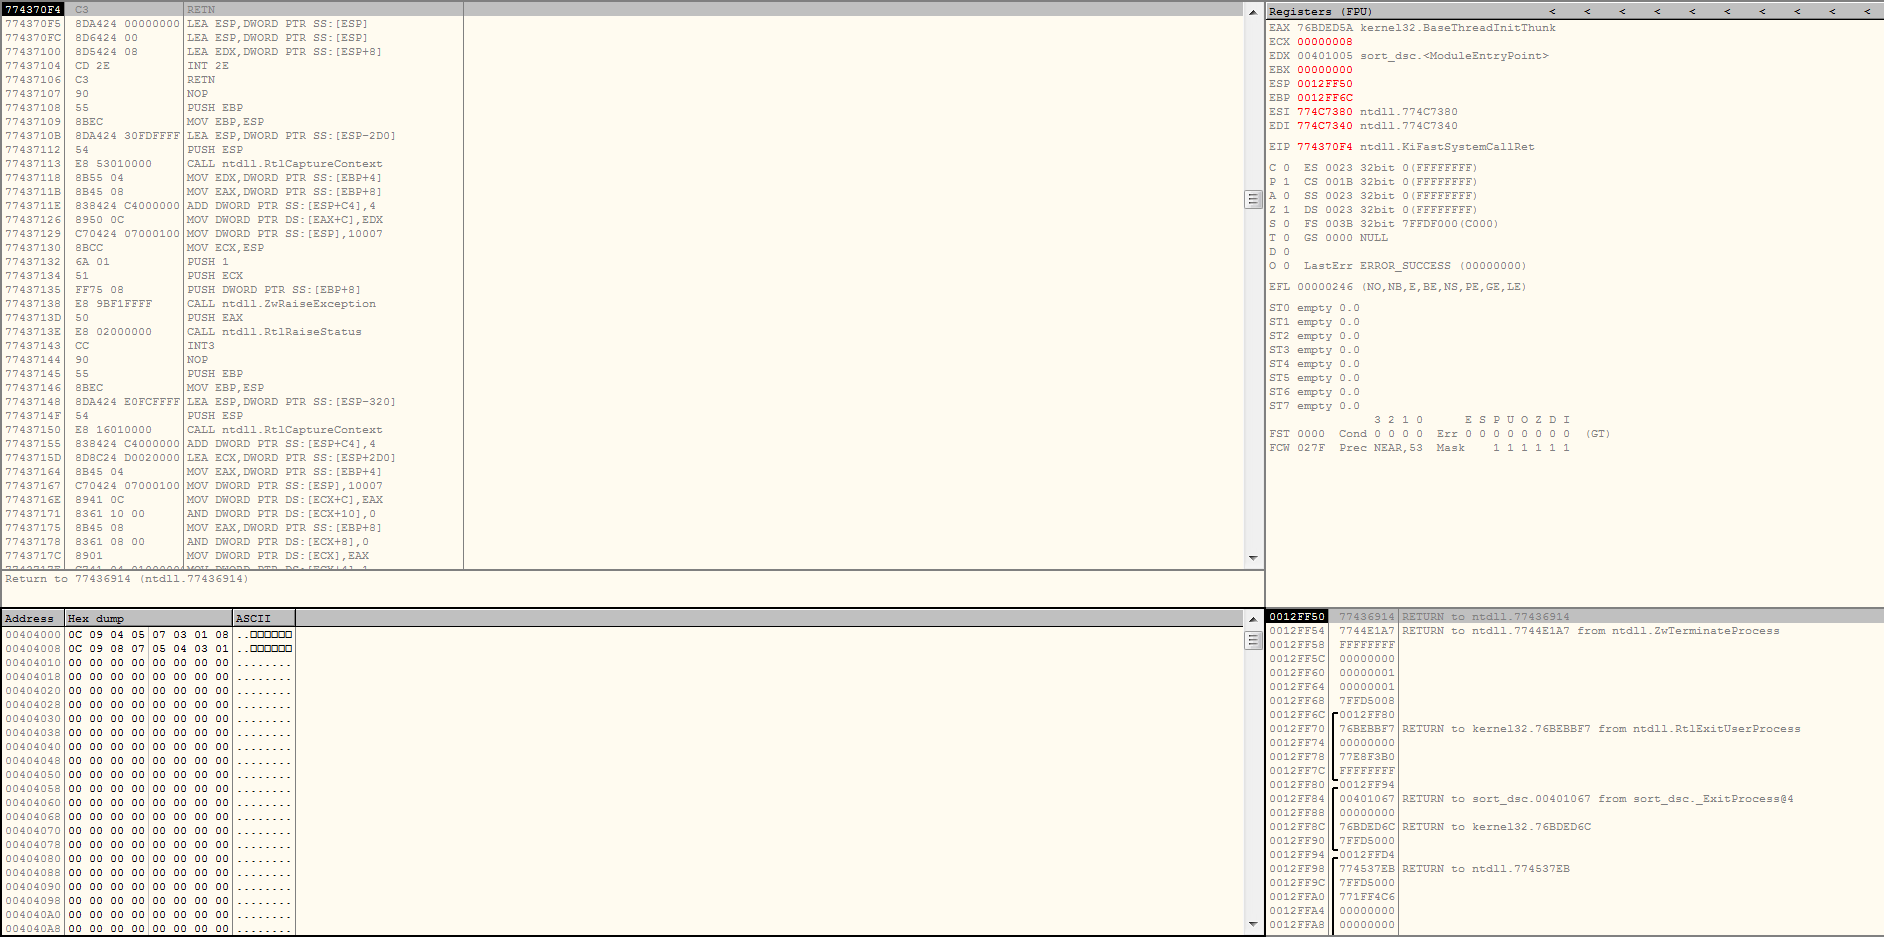 774370F4 C3 RETN
774370F5 8DA424 00000000 LEA ESP,DWORD PTR SS:[ESP]
774370FC 8D6424 00 LEA ESP,DWORD PTR SS:[ESP]
77437100 8D5424 08 LEA EDX,DWORD PTR SS:[ESP+8]
77437104 CD 2E INT 2E
77437106 C3 RETN
77437107 90 NOP
77437108 55 PUSH EBP
77437109 8BEC MOV EBP,ESP
7743710B 8DA424 30FDFFFF LEA ESP,DWORD PTR SS:[ESP-2D0]
77437112 54 PUSH ESP
77437113 E8 53010000 CALL ntdll.RtlCaptureContext
77437118 8B55 04 MOV EDX,DWORD PTR SS:[EBP+4]
7743711B 8B45 08 MOV EAX,DWORD PTR SS:[EBP+8]
7743711E 838424 C4000000 ADD DWORD PTR SS:[ESP+C4],4
77437126 8950 0C MOV DWORD PTR DS:[EAX+C],EDX
77437129 C70424 07000100 MOV DWORD PTR SS:[ESP],10007
77437130 8BCC MOV ECX,ESP
77437132 6A 01 PUSH 1
77437134 51 PUSH ECX
77437135 FF75 08 PUSH DWORD PTR SS:[EBP+8]
77437138 E8 9BF1FFFF CALL ntdll.ZwRaiseException
7743713D 50 PUSH EAX
7743713E E8 02000000 CALL ntdll.RtlRaiseStatus
77437143 CC INT3
77437144 90 NOP
77437145 55 PUSH EBP
77437146 8BEC MOV EBP,ESP
77437148 8DA424 E0FCFFFF LEA ESP,DWORD PTR SS:[ESP-320]
7743714F 54 PUSH ESP
77437150 E8 16010000 CALL ntdll.RtlCaptureContext
77437155 838424 C4000000 ADD DWORD PTR SS:[ESP+C4],4
7743715D 8D8C24 D0020000 LEA ECX,DWORD PTR SS:[ESP+2D0]
77437164 8B45 04 MOV EAX,DWORD PTR SS:[EBP+4]
77437167 C70424 07000100 MOV DWORD PTR SS:[ESP],10007
7743716E 8941 0C MOV DWORD PTR DS:[ECX+C],EAX
77437171 8361 10 00 AND DWORD PTR DS:[ECX+10],0
77437175 8B45 08 MOV EAX,DWORD PTR SS:[EBP+8]
77437178 8361 08 00 AND DWORD PTR DS:[ECX+8],0
7743717C 8901 MOV DWORD PTR DS:[ECX],EAX
Return to 77436914 (ntdll.77436914)
Registers (FPU) < < < < < < < < < <
EAX 76BDED5A kernel32.BaseThreadInitThunk
ECX 00000008
EDX 00401005 sort_dsc.<ModuleEntryPoint>
EBX 00000000
ESP 0012FF50
EBP 0012FF6C
ESI 774C7380 ntdll.774C7380
EDI 774C7340 ntdll.774C7340
EIP 774370F4 ntdll.KiFastSystemCallRet
C 0 ES 0023 32bit 0(FFFFFFFF)
P 1 CS 001B 32bit 0(FFFFFFFF)
A 0 SS 0023 32bit 0(FFFFFFFF)
Z 1 DS 0023 32bit 0(FFFFFFFF)
S 0 FS 003B 32bit 7FFDF000(C000)
T 0 GS 0000 NULL
D 0
O 0 LastErr ERROR_SUCCESS (00000000)
EFL 00000246 (NO,NB,E,BE,NS,PE,GE,LE)
ST0 empty 0.0
ST1 empty 0.0
ST2 empty 0.0
ST3 empty 0.0
ST4 empty 0.0
ST5 empty 0.0
ST6 empty 0.0
ST7 empty 0.0
3 2 1 0 E S P U O Z D I
FST 0000 Cond 0 0 0 0 Err 0 0 0 0 0 0 0 0 (GT)
FCW 027F Prec NEAR,53 Mask 1 1 1 1 1 1
Address Hex dump ASCII
00404000 0C 09 04 05 07 03 01 08 ..□□□□□□
00404008 0C 09 08 07 05 04 03 01 ..□□□□□□
00404010 00 00 00 00 00 00 00 00 ........
00404018 00 00 00 00 00 00 00 00 ........
00404020 00 00 00 00 00 00 00 00 ........
00404028 00 00 00 00 00 00 00 00 ........
00404030 00 00 00 00 00 00 00 00 ........
00404038 00 00 00 00 00 00 00 00 ........
00404040 00 00 00 00 00 00 00 00 ........
00404048 00 00 00 00 00 00 00 00 ........
00404050 00 00 00 00 00 00 00 00 ........
00404058 00 00 00 00 00 00 00 00 ........
00404060 00 00 00 00 00 00 00 00 ........
00404068 00 00 00 00 00 00 00 00 ........
00404070 00 00 00 00 00 00 00 00 ........
00404078 00 00 00 00 00 00 00 00 ........
00404080 00 00 00 00 00 00 00 00 ........
00404088 00 00 00 00 00 00 00 00 ........
00404090 00 00 00 00 00 00 00 00 ........
00404098 00 00 00 00 00 00 00 00 ........
004040A0 00 00 00 00 00 00 00 00 ........
004040A8 00 00 00 00 00 00 00 00 ........
0012FF50 77436914 RETURN to ntdll.77436914
0012FF54 7744E1A7 RETURN to ntdll.7744E1A7 from ntdll.ZwTerminateProcess
0012FF58 FFFFFFFF
0012FF5C 00000000
0012FF60 00000001
0012FF64 00000001
0012FF68 7FFD5008
0012FF6C 0012FF80
0012FF70 76BEBBF7 RETURN to kernel32.76BEBBF7 from ntdll.RtlExitUserProcess
0012FF74 00000000
0012FF78 77E8F3B0
0012FF7C FFFFFFFF
0012FF80 0012FF94
0012FF84 00401067 RETURN to sort_dsc.00401067 from sort_dsc._ExitProcess@4
0012FF88 00000000
0012FF8C 76BDED6C RETURN to kernel32.76BDED6C
0012FF90 7FFD5000
0012FF94 0012FFD4
0012FF98 774537EB RETURN to ntdll.774537EB
0012FF9C 7FFD5000
0012FFA0 771FF4C6
0012FFA4 00000000
0012FFA8 00000000